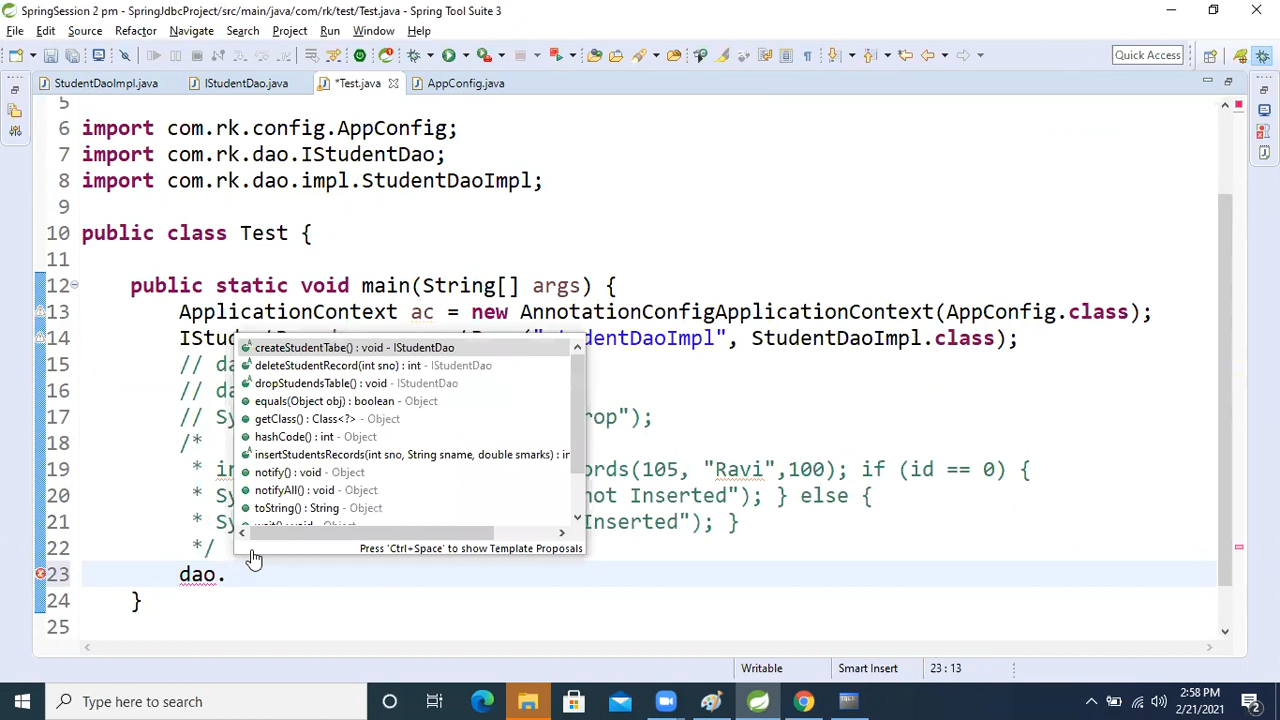 SpringSession 2 pm - SpringJdbcProject/src/main/java/com/rk/test/Test.java - Spring Tool Suite 3
File Edit Source Refactor Navigate Search Project Run Window Help
Quick Access
StudentDaoImpl.java IStudentDao.java *Test.java AppConfig.java
5
6 import com.rk.config.AppConfig;
7 import com.rk.dao.IStudentDao;
8 import com.rk.dao.impl.StudentDaoImpl;
9
10 public class Test {
11
12 public static void main(String[] args) {
13 ApplicationContext ac = new AnnotationConfigApplicationContext(AppConfig.class);
14 IStu DaoImpl", StudentDaoImpl.class);
15 // da
16 // da
17 // Sy rop");
18 /*
19 * in rds(105, "Ravi",100); if (id == 0) {
20 * Sy not Inserted"); } else {
21 * Sy Inserted"); }
22 */
23 dao.
24 }
25
createStudentTabe() : void - IStudentDao
deleteStudentRecord(int sno) : int - IStudentDao
dropStudendsTable() : void - IStudentDao
equals(Object obj) : boolean - Object
getClass() : Class<?> - Object
hashCode() : int - Object
insertStudentsRecords(int sno, String sname, double smarks) : in
notify() : void - Object
notifyAll() : void - Object
toString() : String - Object
Press 'Ctrl+Space' to show Template Proposals
Writable Smart Insert 23 : 13
Type here to search
2:58 PM
2/21/2021
2